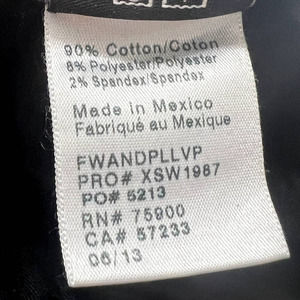 90% Cotton/Coton
8% Polyester/Polyester
2% Spandex/Spandex
Made in Mexico
Fabriqué au Mexique
FWANDPLLVP
PRO# XSW1987
PO# 5213
RN# 75900
CA# 57233
06/13